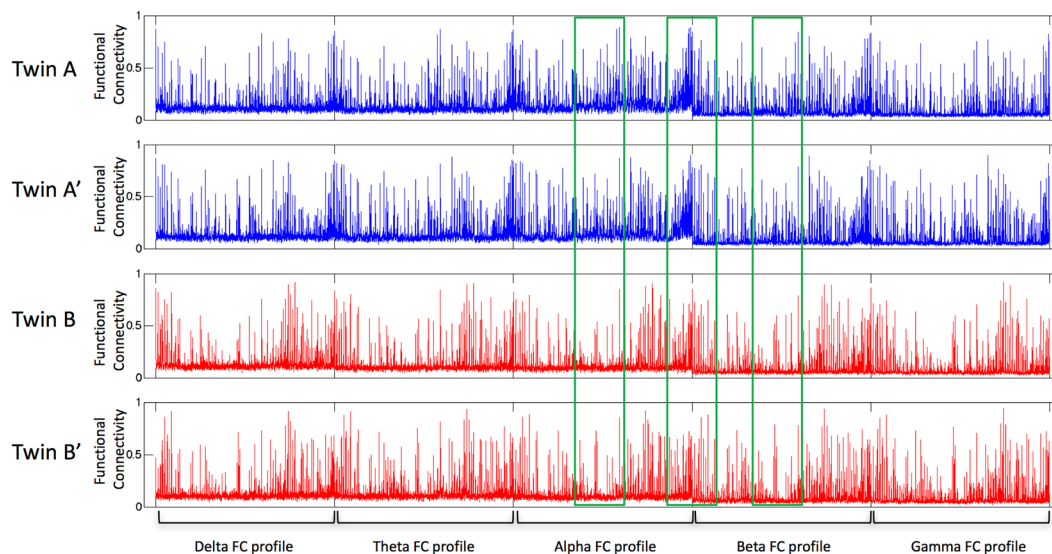 Twin A
Functional
Connectivity
1
0.5
0
Twin A’
Functional
Connectivity
1
0.5
0
Twin B
Functional
Connectivity
1
0.5
0
Twin B’
Functional
Connectivity
1
0.5
0
Delta FC profile
Theta FC profile
Alpha FC profile
Beta FC profile
Gamma FC profile